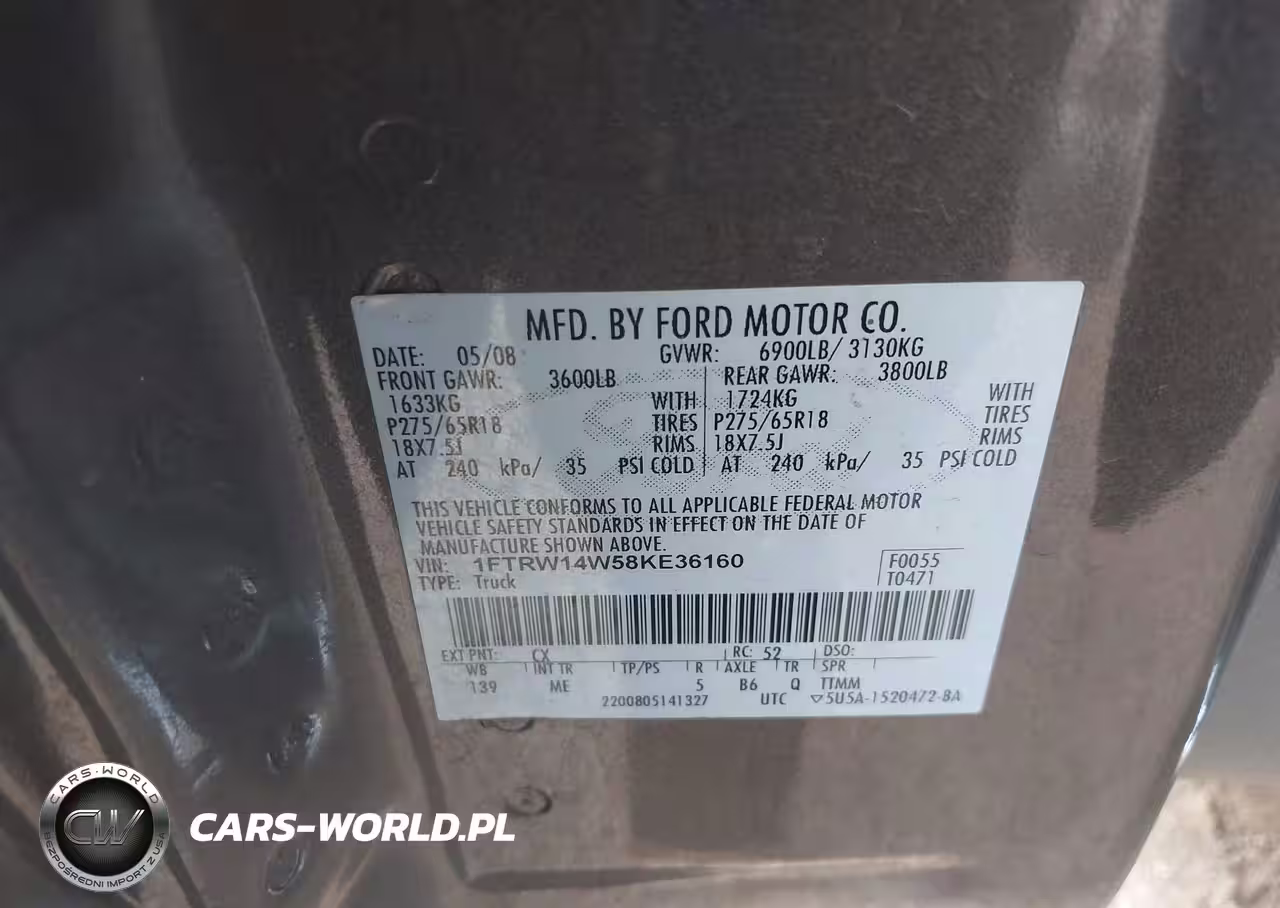 MFD. BY FORD MOTOR CO.
DATE: 05/08 GVWR: 6900LB/ 3130KG
FRONT GAWR: 3600LB REAR GAWR: 3800LB
1633KG WITH 1724KG WITH
P275/65R18 TIRES P275/65R18 TIRES
18X7.5J RIMS 18X7.5J RIMS
AT 240 kPa/ 35 PSI COLD AT 240 kPa/ 35 PSI COLD
THIS VEHICLE CONFORMS TO ALL APPLICABLE FEDERAL MOTOR
VEHICLE SAFETY STANDARDS IN EFFECT ON THE DATE OF
MANUFACTURE SHOWN ABOVE.
VIN: 1FTRW14W58KE36160 F0055
TYPE: Truck T0471
EXT PNT: CX RC: 52 DSO:
WB INT TR TP/PS R AXLE TR SPR
139 ME 5 B6 Q TTMM
2200805141327 UTC ▽5U5A-1520472-BA
CARS-WORLD
CW
BEZPOŚREDNI IMPORT Z USA
CARS-WORLD.PL